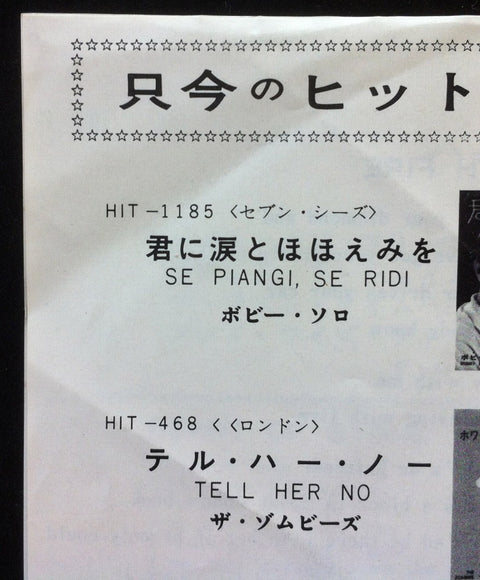 只今のヒット
HIT-1185 〈セブン・シーズ〉
君に涙とほほえみを
SE PIANGI, SE RIDI
ボビー・ソロ
HIT-468 〈〈ロンドン〉
テル・ハー・ノー
TELL HER NO
ザ・ゾムビーズ